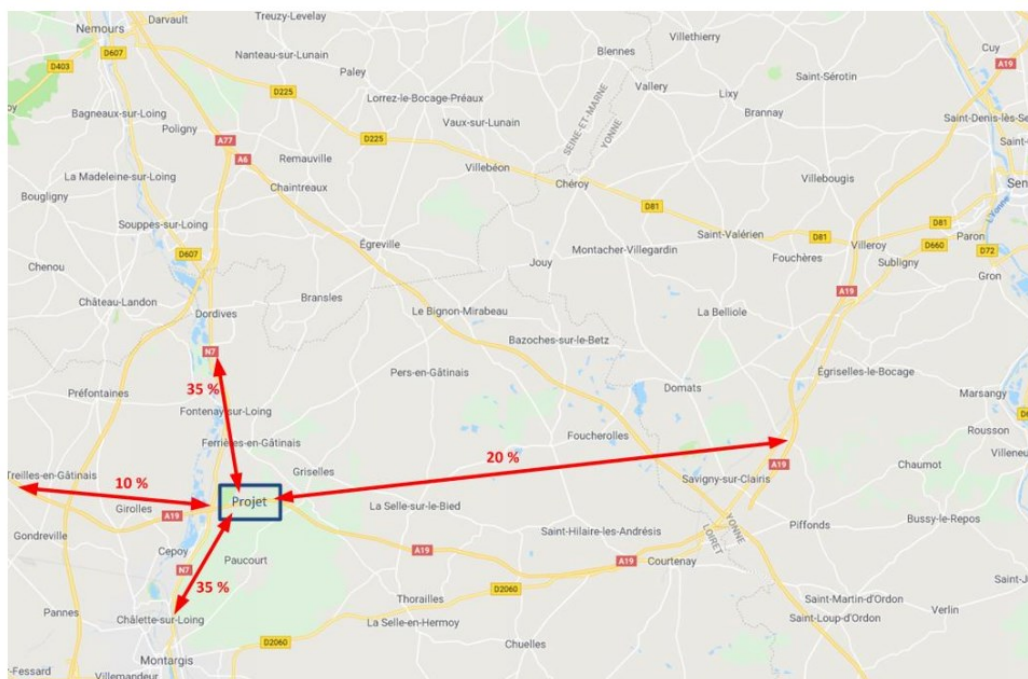 Darvault
Treuzy-Levelay
Villethierry
Cuy
Nemours
D607
Nanteau-sur-Lunain
Blennes
A19
D403
Paley
Vallery
Saint-Sérotin
D225
Lorrez-le-Bocage-Préaux
Lixy
Bagneaux-sur-Loing
Brannay
Vaux-sur-Lunain
SEINE-ET-MARNE
YONNE
Poligny
A77
D225
A6
Remauville
Villebéon
La Madeleine-sur-Loing
Chaintreaux
Chéroy
Villebougis
Bougligny
D81
L'Yonne
Souppes-sur-Loing
Saint-Valérien
D81
D81
Paron
Égreville
Villeroy
D660
D607
Montacher-Villegardin
Fouchères
Subligny
D72
Chenou
Jouy
Gron
Château-Landon
Bransles
A19
Dordives
Le Bignon-Mirabeau
La Belliole
Bazoches-sur-le-Betz
N7
Pers-en-Gâtinais
Domats
Égriselles-le-Bocage
35 %
Préfontaines
Marsangy
Fontenay-sur-Loing
Foucherolles
Rousson
Ferrières-en-Gâtinais
20 %
Treilles-en-Gâtinais
Griselles
A19
Chaumot
10 %
Savigny-sur-Clairis
Projet
Girolles
La Selle-sur-le-Bied
A19
Piffonds
Bussy-le-Repos
Gondreville
Saint-Hilaire-les-Andrésis
YONNE
LOIRET
Cepoy
A19
N7
Paucourt
A19
Courtenay
35 %
D2060
Thorailles
Saint-Martin-d'Ordon
Verlin
Pannes
Châlette-sur-Loing
La Selle-en-Hermoy
Saint-Loup-d'Ordon
D2060
Chuelles
Montargis
Villemandeur